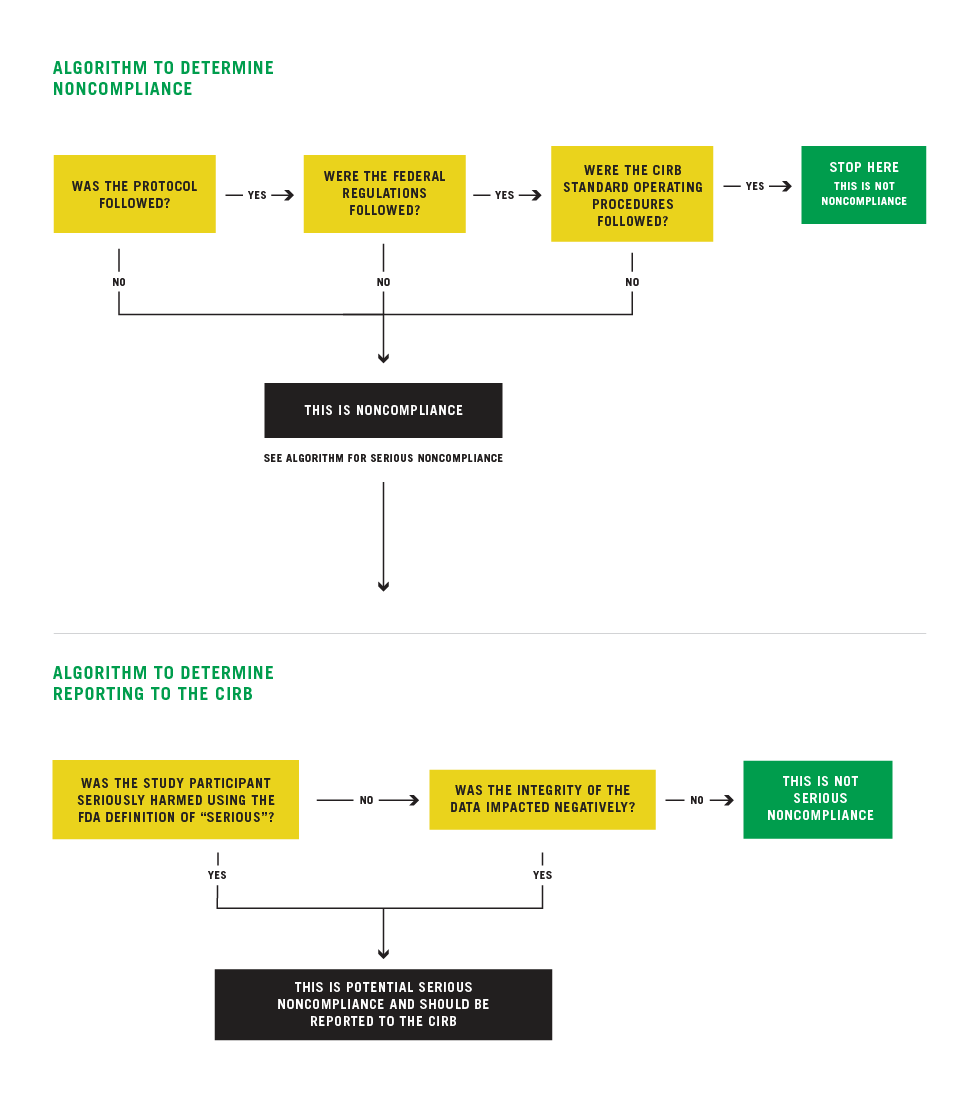 ALGORITHM TO DETERMINE
NONCOMPLIANCE
WAS THE PROTOCOL
FOLLOWED?
YES
WERE THE FEDERAL
REGULATIONS
FOLLOWED?
YES
WERE THE CIRB
STANDARD OPERATING
PROCEDURES
FOLLOWED?
YES
STOP HERE
THIS IS NOT
NONCOMPLIANCE
NO
NO
NO
THIS IS NONCOMPLIANCE
SEE ALGORITHM FOR SERIOUS NONCOMPLIANCE
ALGORITHM TO DETERMINE
REPORTING TO THE CIRB
WAS THE STUDY PARTICIPANT
SERIOUSLY HARMED USING THE
FDA DEFINITION OF “SERIOUS”?
NO
WAS THE INTEGRITY OF THE
DATA IMPACTED NEGATIVELY?
NO
THIS IS NOT
SERIOUS
NONCOMPLIANCE
YES
YES
THIS IS POTENTIAL SERIOUS
NONCOMPLIANCE AND SHOULD BE
REPORTED TO THE CIRB